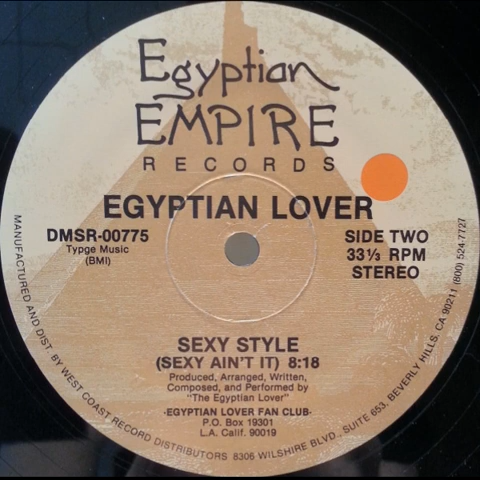 Egyptian
EMPIRE
RECORDS
EGYPTIAN LOVER
DMSR-00775
Typge Music
(BMI)
SIDE TWO
33⅓ RPM
STEREO
SEXY STYLE
(SEXY AIN'T IT) 8:18
Produced, Arranged, Written,
Composed, and Performed by
"The Egyptian Lover"
-EGYPTIAN LOVER FAN CLUB-
P.O. Box 19301
L.A. Calif. 90019
MANUFACTURED AND DIST. BY WEST COAST RECORD DISTRIBUTORS 8306 WILSHIRE BLVD., SUITE 653, BEVERLY HILLS, CA 90211 (800) 524-7727